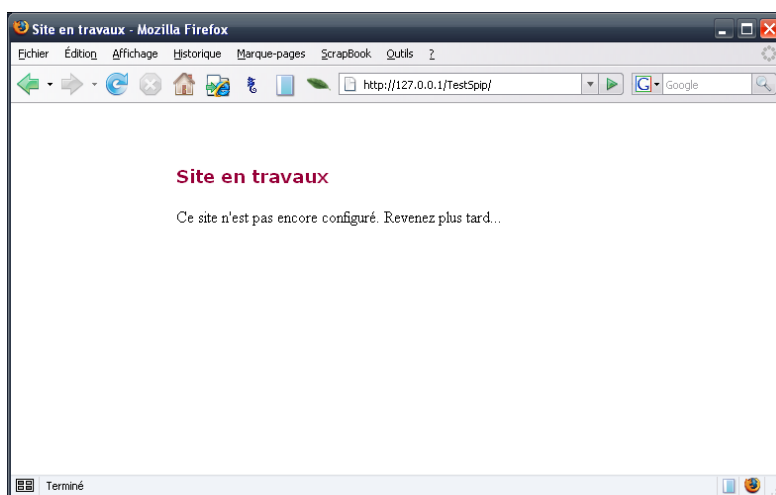 Site en travaux - Mozilla Firefox
Fichier Édition Affichage Historique Marque-pages ScrapBook Outils ?
http://127.0.0.1/TestSpip/ G Google
Site en travaux
Ce site n'est pas encore configuré. Revenez plus tard...
Terminé